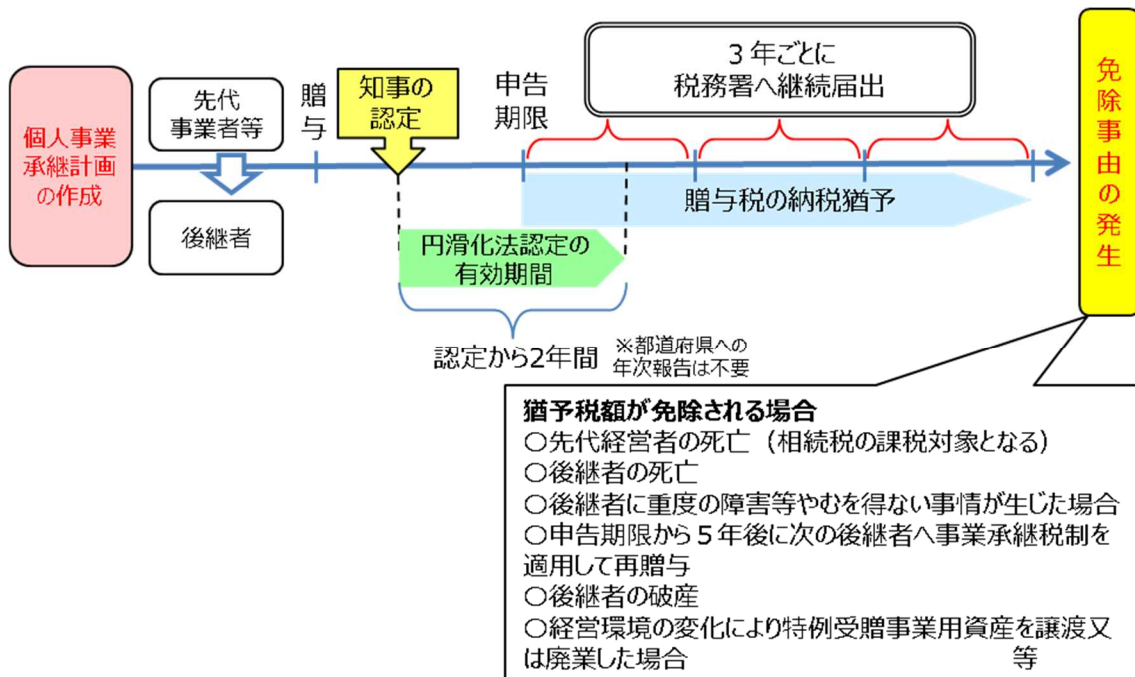 個人事業
承継計画
の作成
先代
事業者等
後継者
贈
与
知事の
認定
申告
期限
3年ごとに
税務署へ継続届出
贈与税の納税猶予
円滑化法認定の
有効期間
認定から2年間
※都道府県への
年次報告は不要
免除事由の発生
猶予税額が免除される場合
○先代経営者の死亡（相続税の課税対象となる）
○後継者の死亡
○後継者に重度の障害等やむを得ない事情が生じた場合
○申告期限から５年後に次の後継者へ事業承継税制を
適用して再贈与
○後継者の破産
○経営環境の変化により特例受贈事業用資産を譲渡又
は廃業した場合 等